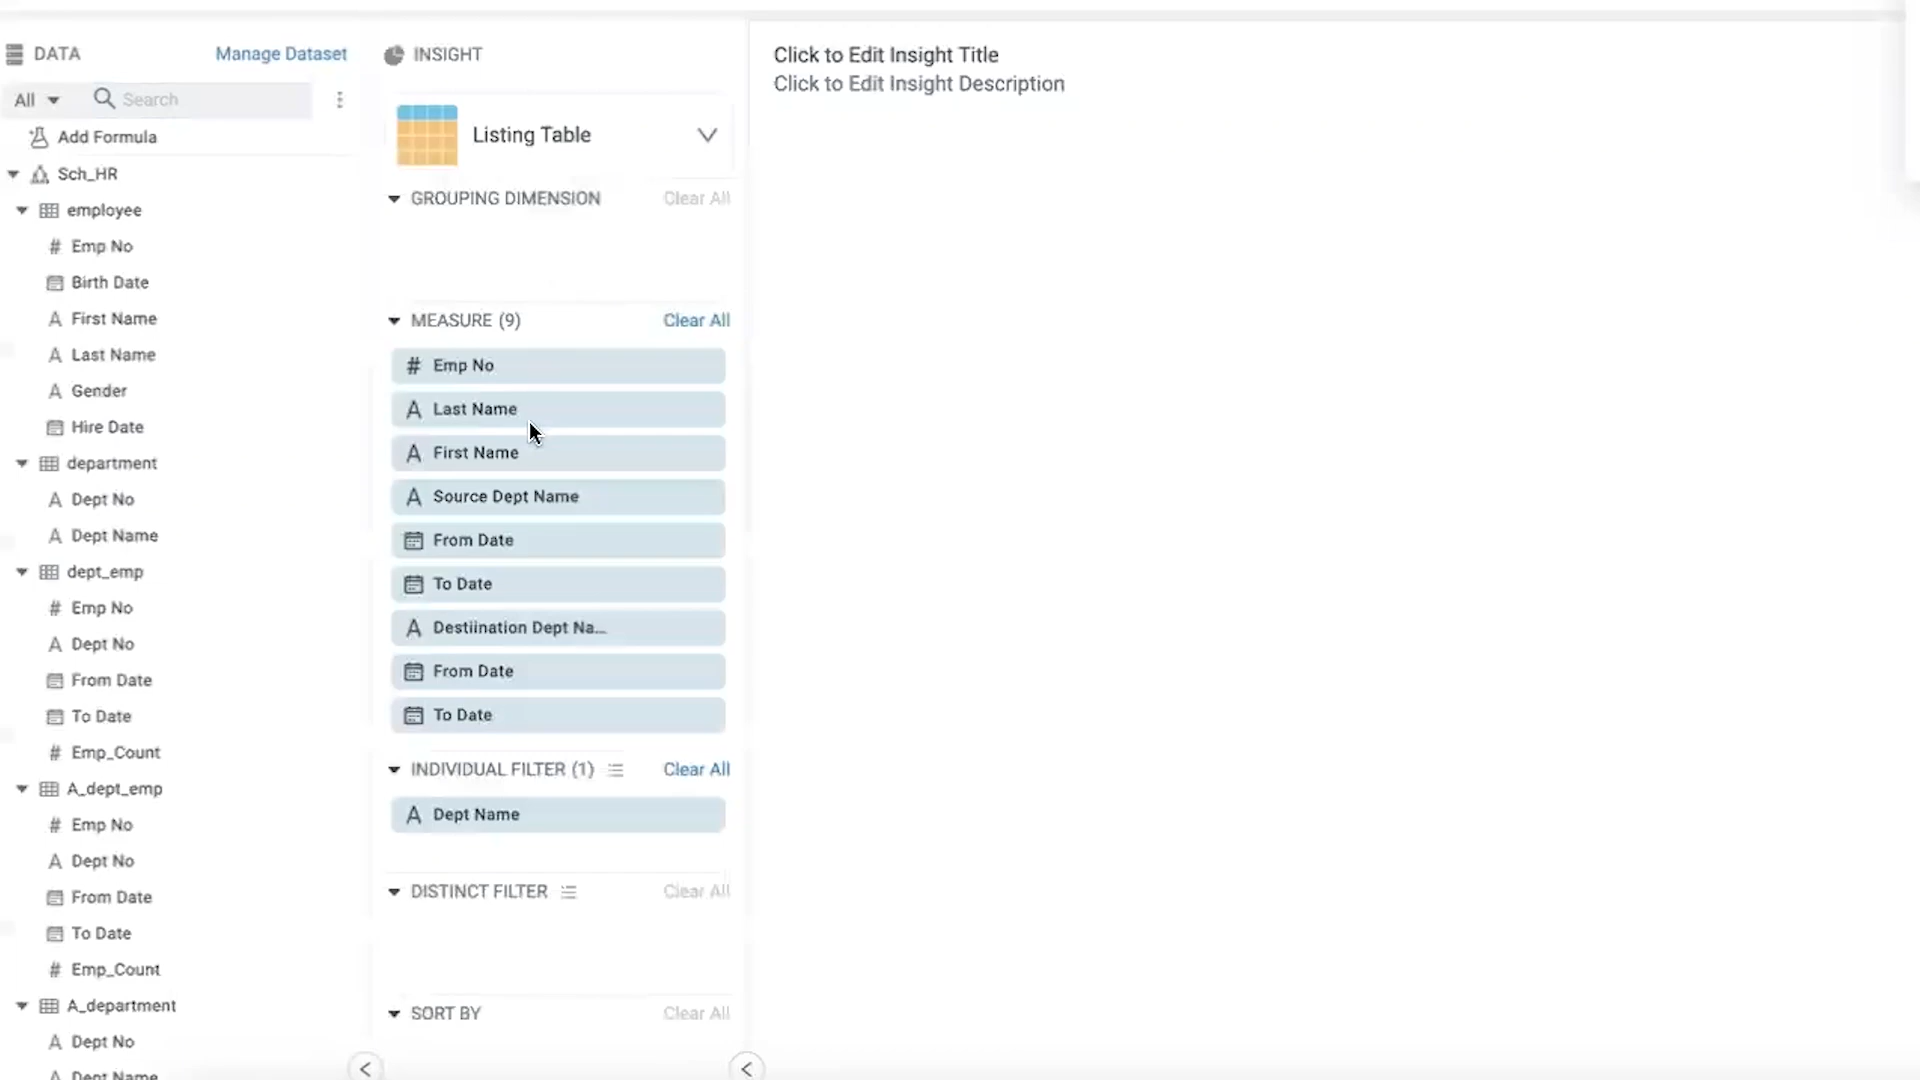 DATA
Manage Dataset
All
Search
Add Formula
Sch_HR
employee
# Emp No
Birth Date
A First Name
A Last Name
A Gender
Hire Date
department
A Dept No
A Dept Name
dept_emp
# Emp No
A Dept No
From Date
To Date
# Emp_Count
A_dept_emp
# Emp No
A Dept No
From Date
To Date
# Emp_Count
A_department
A Dept No
Dept Name
INSIGHT
Listing Table
GROUPING DIMENSION
Clear All
MEASURE (9)
Clear All
# Emp No
A Last Name
A First Name
A Source Dept Name
From Date
To Date
A Destiination Dept Na...
From Date
To Date
INDIVIDUAL FILTER (1)
Clear All
A Dept Name
DISTINCT FILTER
Clear All
SORT BY
Clear All
Click to Edit Insight Title
Click to Edit Insight Description